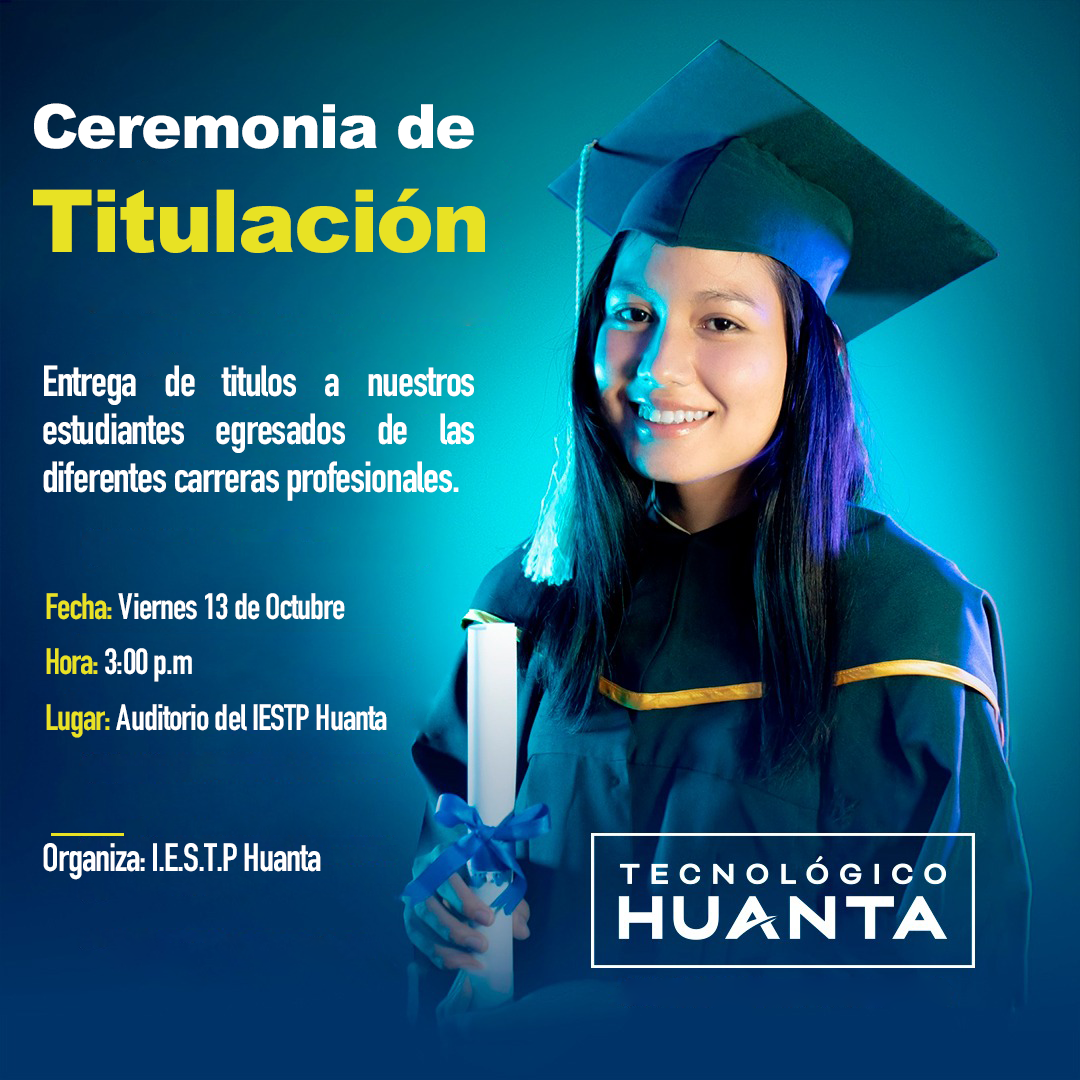 Ceremonia de
Titulación
Entrega de titulos a nuestros
estudiantes egresados de las
diferentes carreras profesionales.
Fecha: Viernes 13 de Octubre
Hora: 3:00 p.m
Lugar: Auditorio del IESTP Huanta
Organiza: I.E.S.T.P Huanta
TECNOLÓGICO
HUANTA